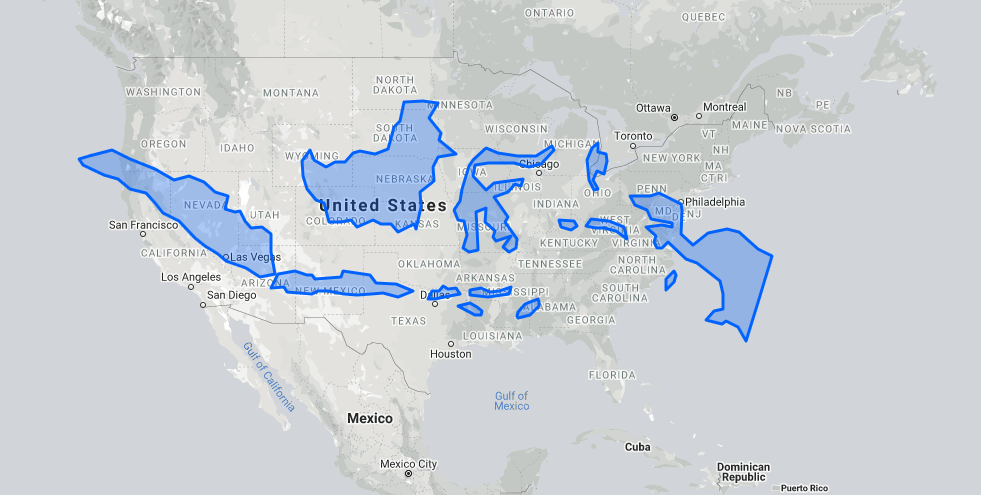 ONTARIO
QUEBEC
WASHINGTON
MONTANA
NORTH
DAKOTA
MINNESOTA
Ottawa
Montreal
NB
PE
MAINE
NOVA SCOTIA
OREGON
IDAHO
WYOMING
SOUTH
DAKOTA
WISCONSIN
MICHIGAN
Toronto
VT
NH
NEW YORK
MA
CTRI
IOWA
Chicago
NEBRASKA
ILLINOIS
OHIO
PENN
NEVADA
United States
INDIANA
MD
DE
NJ
Philadelphia
UTAH
COLORADO
KANSAS
MISSOURI
WEST
VIRGINIA
San Francisco
KENTUCKY
VIRGINIA
CALIFORNIA
Las Vegas
OKLAHOMA
TENNESSEE
NORTH
CAROLINA
Los Angeles
ARIZONA
NEW MEXICO
ARKANSAS
San Diego
Dallas
MISSISSIPPI
SOUTH
CAROLINA
ALABAMA
TEXAS
GEORGIA
LOUISIANA
Houston
Gulf of California
FLORIDA
Gulf of
Mexico
Mexico
Cuba
Mexico City
Dominican
Republic
Puerto Rico